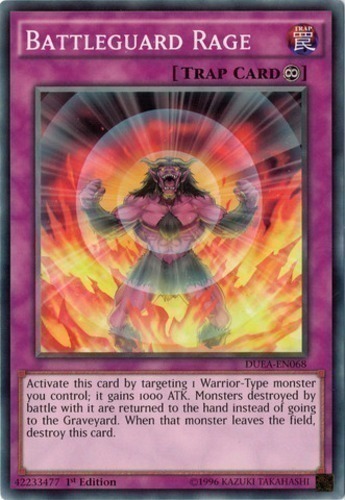 BATTLEGUARD RAGE
TRAP
罠
[TRAP CARD]
DUEA-EN068
Activate this card by targeting 1 Warrior-Type monster
you control; it gains 1000 ATK. Monsters destroyed by
battle with it are returned to the hand instead of going
to the Graveyard. When that monster leaves the field,
destroy this card.
42233477 1st Edition ©1996 KAZUKI TAKAHASHI